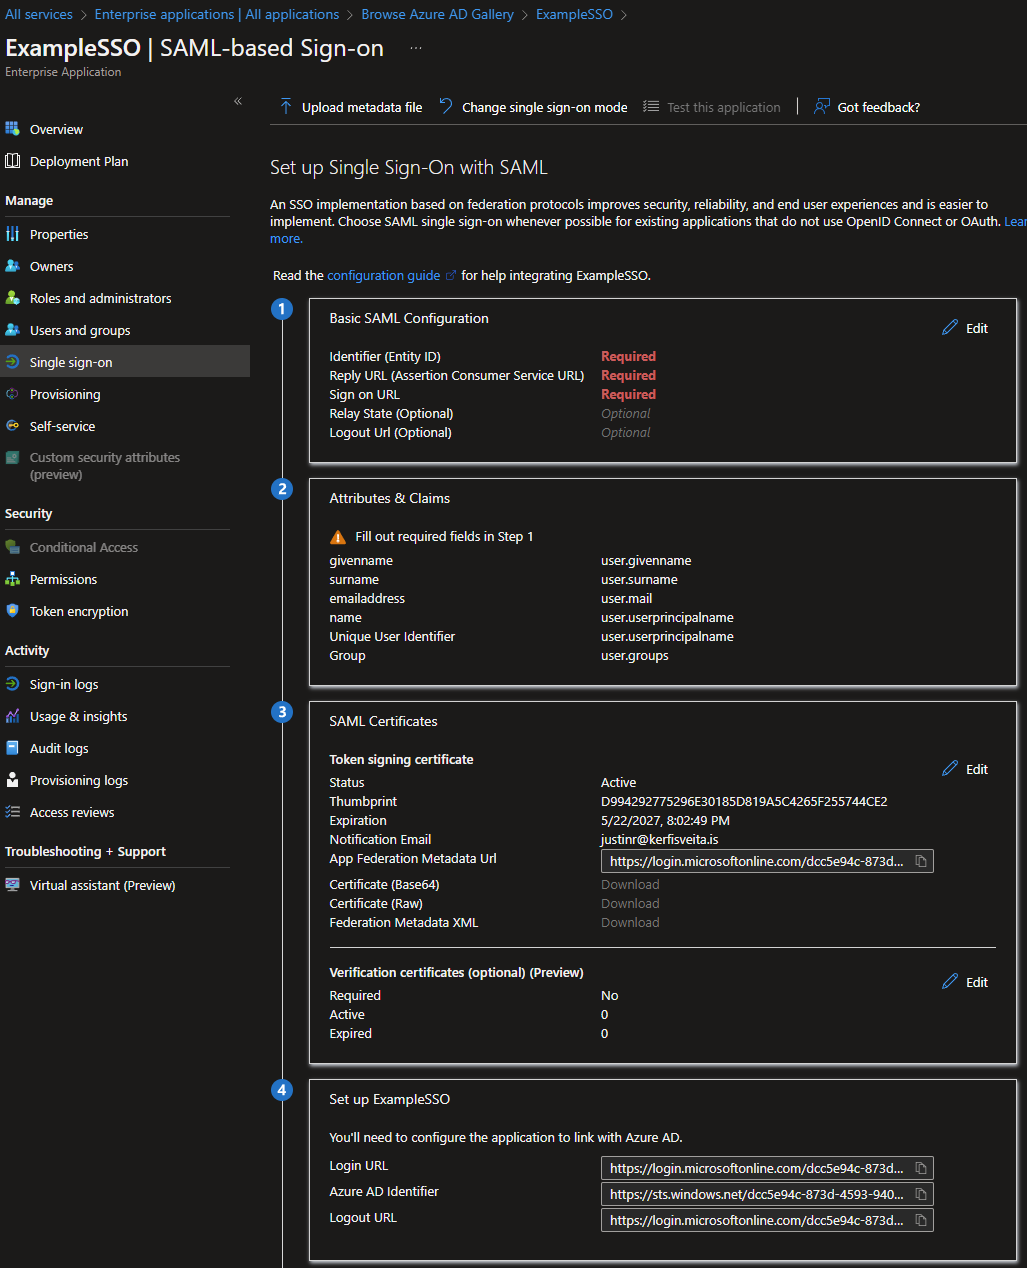 All services > Enterprise applications | All applications > Browse Azure AD Gallery > ExampleSSO >
ExampleSSO | SAML-based Sign-on ...
Enterprise Application
«
Overview
Deployment Plan
Manage
Properties
Owners
Roles and administrators
Users and groups
Single sign-on
Provisioning
Self-service
Custom security attributes
(preview)
Security
Conditional Access
Permissions
Token encryption
Activity
Sign-in logs
Usage & insights
Audit logs
Provisioning logs
Access reviews
Troubleshooting + Support
Virtual assistant (Preview)
Upload metadata file Change single sign-on mode Test this application | Got feedback?
Set up Single Sign-On with SAML
An SSO implementation based on federation protocols improves security, reliability, and end user experiences and is easier to
implement. Choose SAML single sign-on whenever possible for existing applications that do not use OpenID Connect or OAuth. Lear
more.
Read the configuration guide for help integrating ExampleSSO.
1
Basic SAML Configuration
Edit
Identifier (Entity ID) Required
Reply URL (Assertion Consumer Service URL) Required
Sign on URL Required
Relay State (Optional) Optional
Logout Url (Optional) Optional
2
Attributes & Claims
Fill out required fields in Step 1
givenname user.givenname
surname user.surname
emailaddress user.mail
name user.userprincipalname
Unique User Identifier user.userprincipalname
Group user.groups
3
SAML Certificates
Token signing certificate
Edit
Status Active
Thumbprint D994292775296E30185D819A5C4265F255744CE2
Expiration 5/22/2027, 8:02:49 PM
Notification Email justinr@kerfisveita.is
App Federation Metadata Url https://login.microsoftonline.com/dcc5e94c-873d...
Certificate (Base64) Download
Certificate (Raw) Download
Federation Metadata XML Download
Verification certificates (optional) (Preview)
Edit
Required No
Active 0
Expired 0
4
Set up ExampleSSO
You'll need to configure the application to link with Azure AD.
Login URL https://login.microsoftonline.com/dcc5e94c-873d...
Azure AD Identifier https://sts.windows.net/dcc5e94c-873d-4593-940...
Logout URL https://login.microsoftonline.com/dcc5e94c-873d...